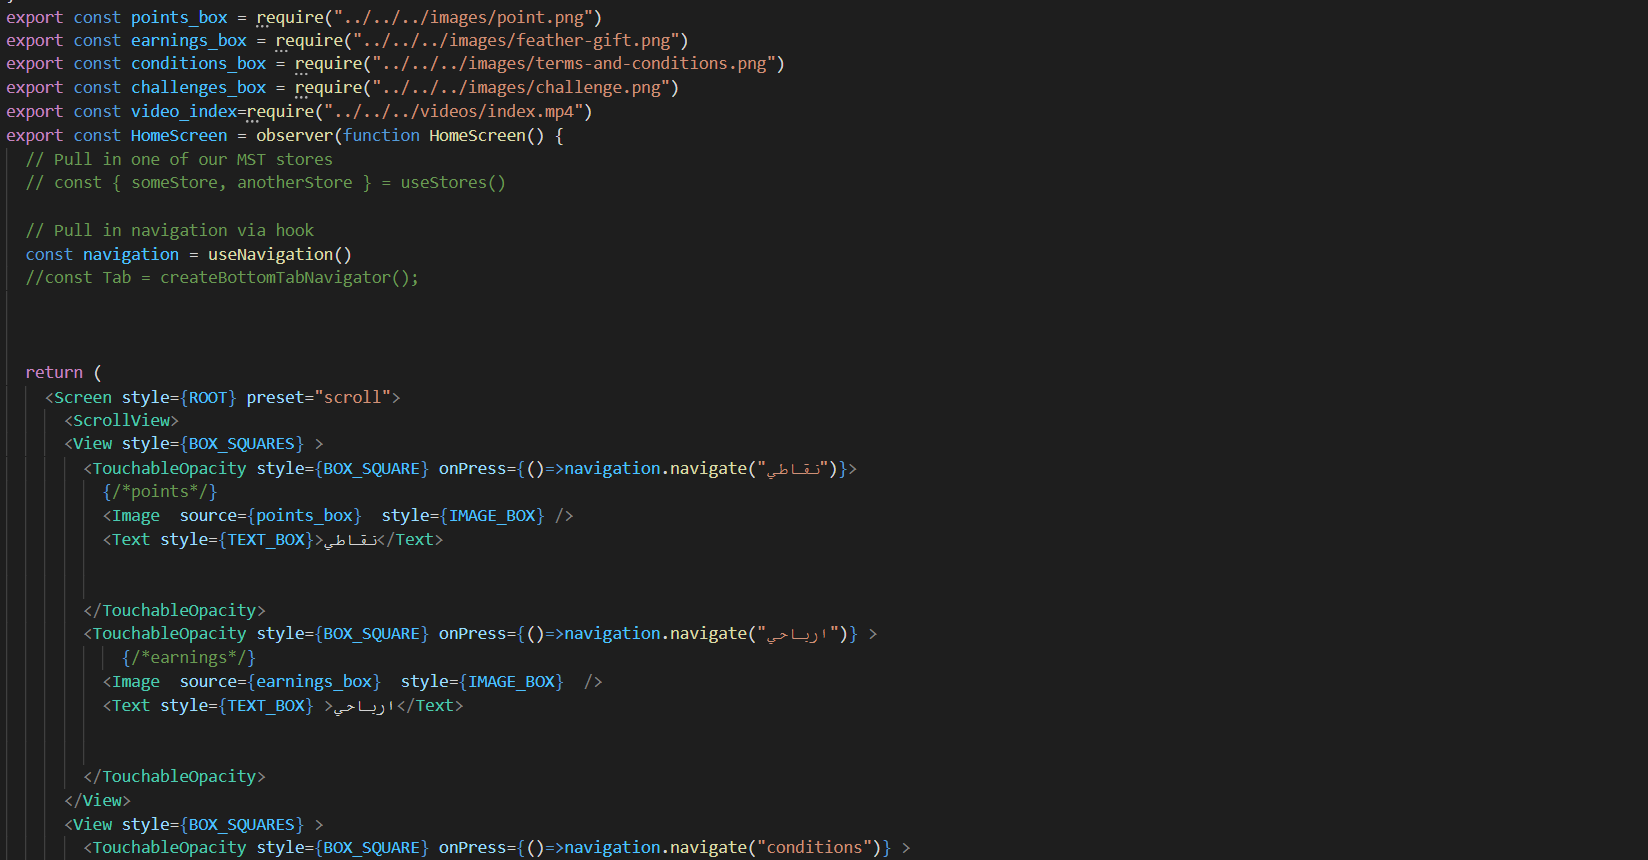 export const points_box = require("../../../images/point.png")
export const earnings_box = require("../../../images/feather-gift.png")
export const conditions_box = require("../../../images/terms-and-conditions.png")
export const challenges_box = require("../../../images/challenge.png")
export const video_index=require("../../../videos/index.mp4")
export const HomeScreen = observer(function HomeScreen() {
// Pull in one of our MST stores
// const { someStore, anotherStore } = useStores()
// Pull in navigation via hook
const navigation = useNavigation()
//const Tab = createBottomTabNavigator();
return (
<Screen style={ROOT} preset="scroll">
<ScrollView>
<View style={BOX_SQUARES} >
<TouchableOpacity style={BOX_SQUARE} onPress={()=>navigation.navigate("نقاطي")}>
{/*points*/}
<Image  source={points_box}  style={IMAGE_BOX} />
<Text style={TEXT_BOX}>نقاطي</Text>
</TouchableOpacity>
<TouchableOpacity style={BOX_SQUARE} onPress={()=>navigation.navigate("ارباحي")} >
{/*earnings*/}
<Image  source={earnings_box}  style={IMAGE_BOX}  />
<Text style={TEXT_BOX} >ارباحي</Text>
</TouchableOpacity>
</View>
<View style={BOX_SQUARES} >
<TouchableOpacity style={BOX_SQUARE} onPress={()=>navigation.navigate("conditions")} >